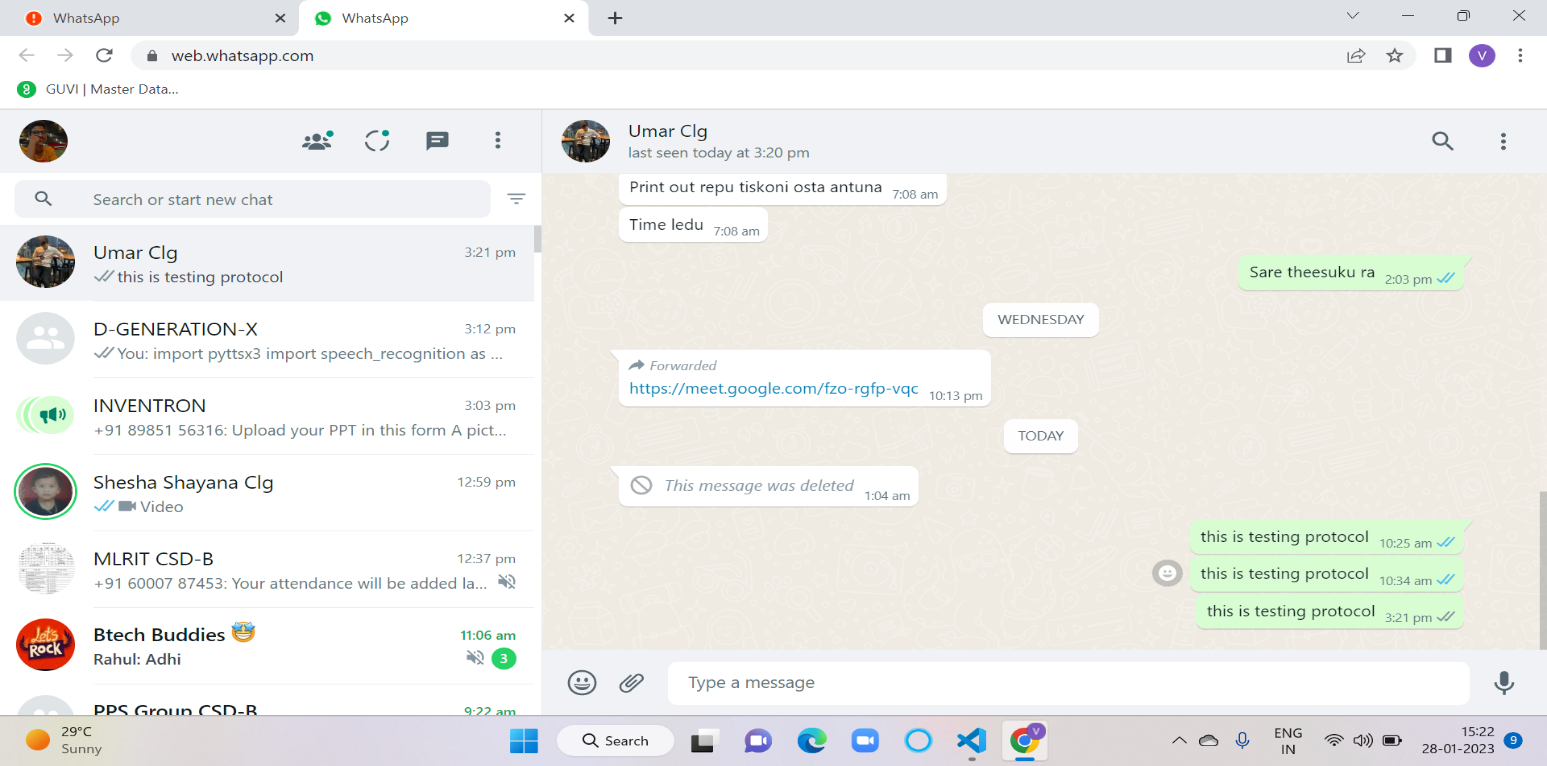 WhatsApp
WhatsApp
web.whatsapp.com
V
GUVI | Master Data...
Search or start new chat
Umar Clg 3:21 pm
this is testing protocol
D-GENERATION-X 3:12 pm
You: import pyttsx3 import speech_recognition as ...
INVENTRON 3:03 pm
+91 89851 56316: Upload your PPT in this form A pict...
Shesha Shayana Clg 12:59 pm
Video
MLRIT CSD-B 12:37 pm
+91 60007 87453: Your attendance will be added la...
Let's
ROCK
Btech Buddies 🤩 11:06 am
Rahul: Adhi 3
PPS Group CSD-B 9:22 am
Umar Clg
last seen today at 3:20 pm
Print out repu tiskoni osta antuna 7:08 am
Time ledu 7:08 am
Sare theesuku ra 2:03 pm
WEDNESDAY
Forwarded
https://meet.google.com/fzo-rgfp-vqc 10:13 pm
TODAY
This message was deleted 1:04 am
this is testing protocol 10:25 am
this is testing protocol 10:34 am
this is testing protocol 3:21 pm
Type a message
29°C
Sunny
Search
V
ENG
IN
15:22
28-01-2023
9